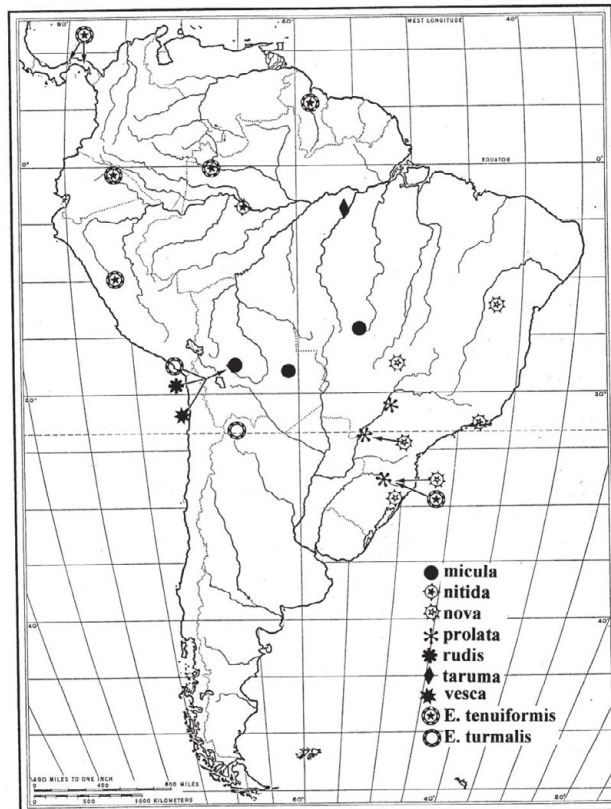 80° 60° WEST LONGITUDE 40°
0° EQUATOR 0°
20° 20°
micula
nitida
nova
prolata
rudis
taruma
vesca
E. tenuiformis
E. turmalis
40° 40°
490 MILES TO ONE INCH
0 400 800 MILES
0 500 1000 KILOMETERS
80° 60° 40° 20°